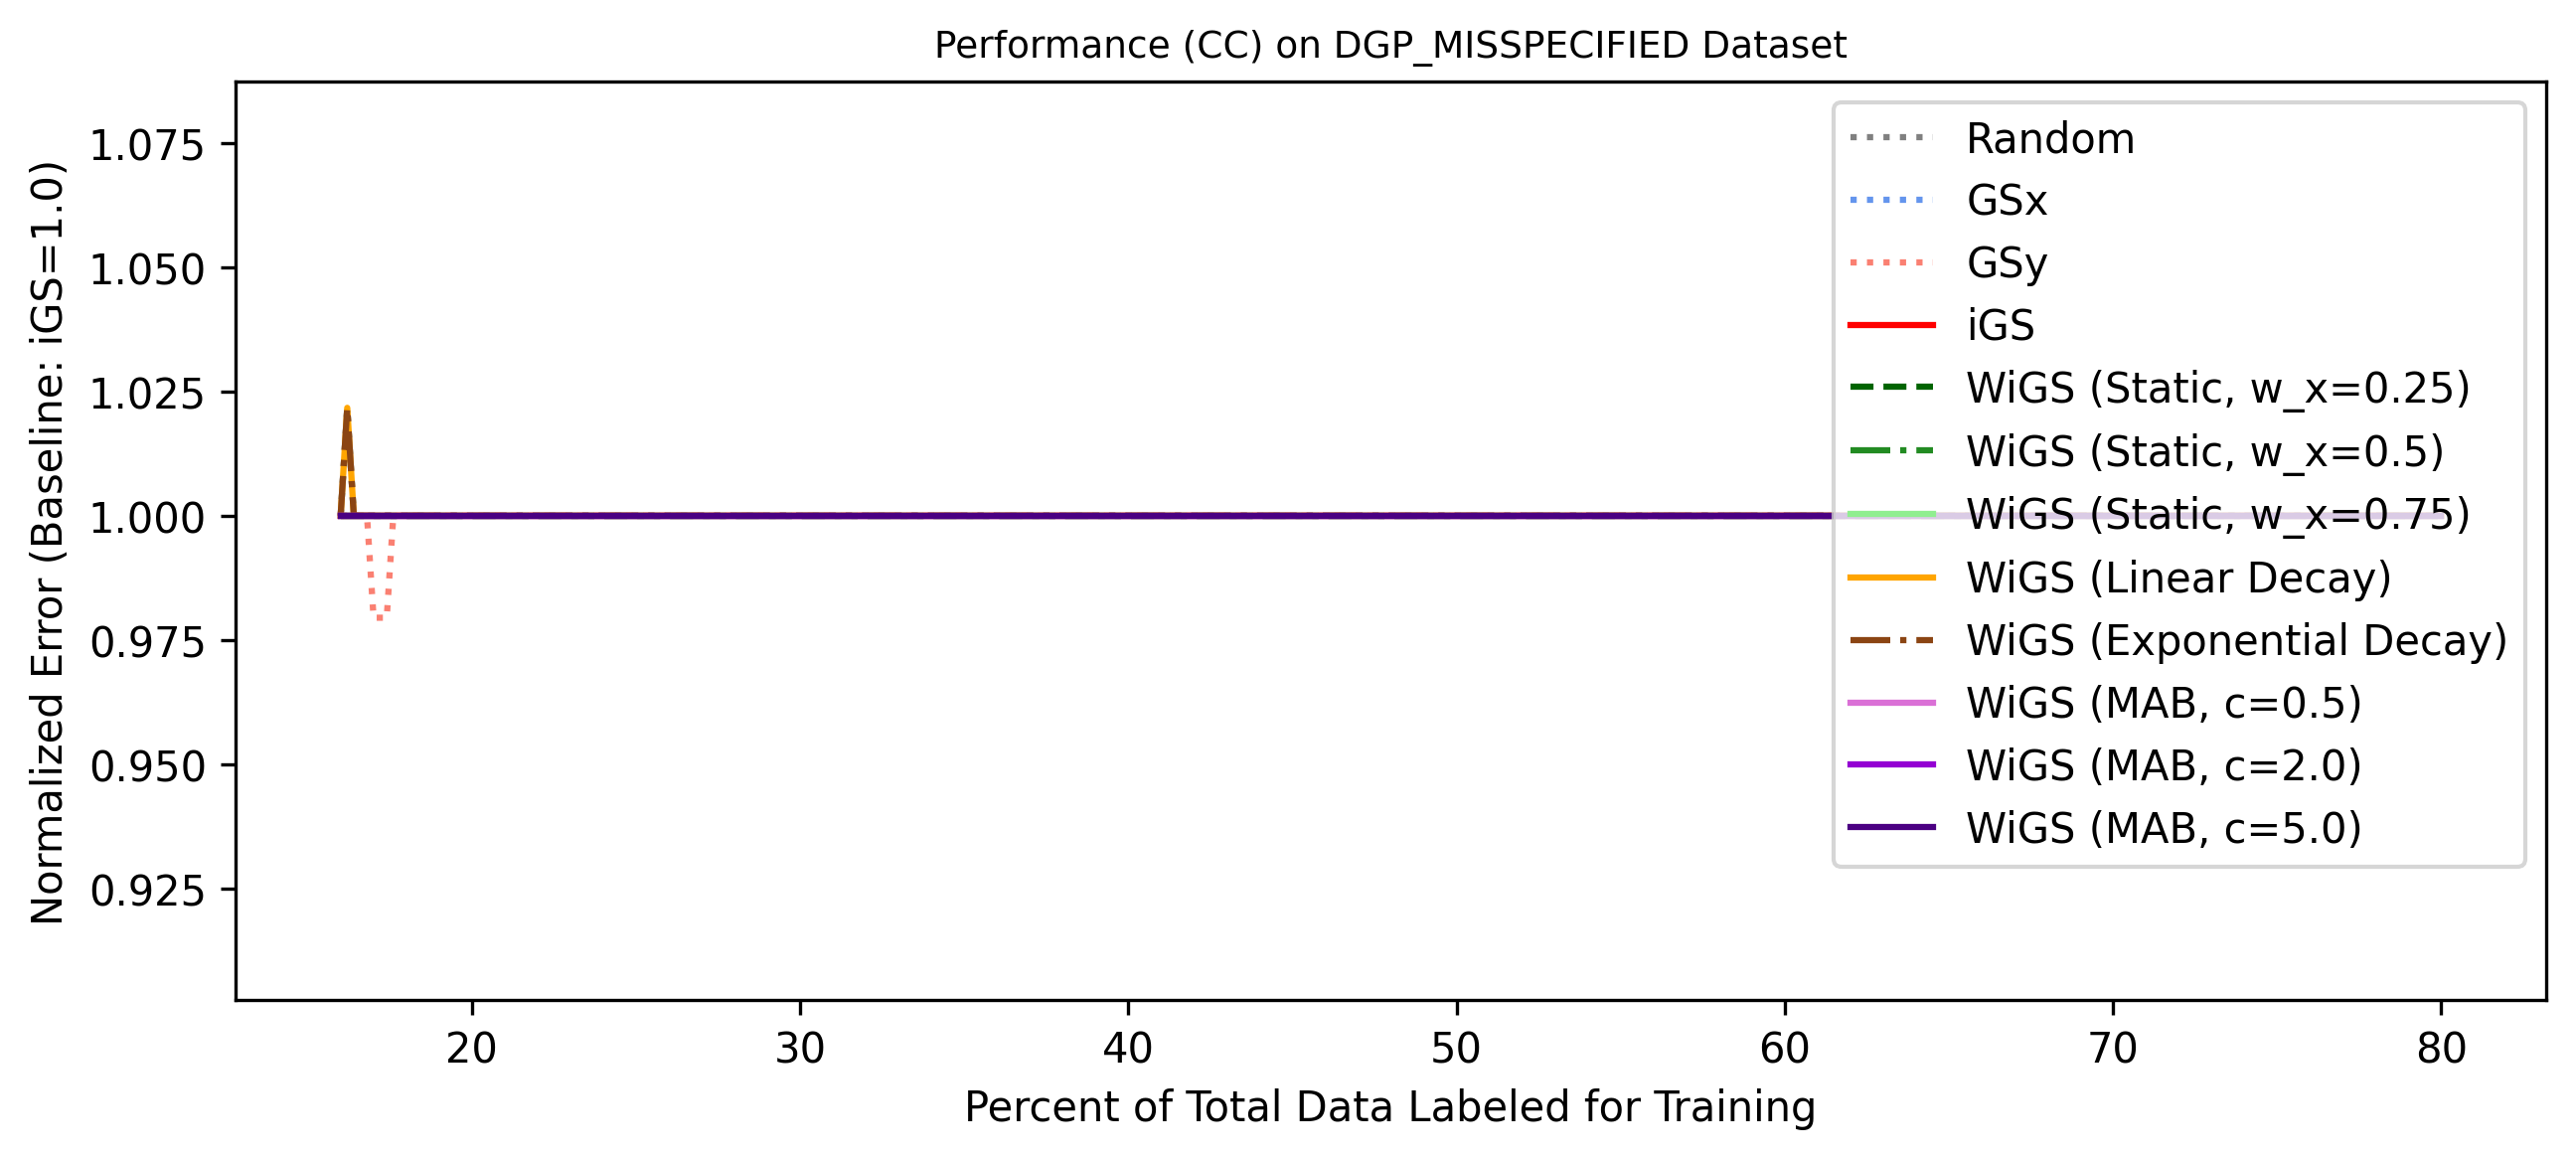 Performance (CC) on DGP_MISSPECIFIED Dataset
Normalized Error (Baseline: iGS=1.0)
1.075
1.050
1.025
1.000
0.975
0.950
0.925
Random
GSx
GSy
iGS
WiGS (Static, w_x=0.25)
WiGS (Static, w_x=0.5)
WiGS (Static, w_x=0.75)
WiGS (Linear Decay)
WiGS (Exponential Decay)
WiGS (MAB, c=0.5)
WiGS (MAB, c=2.0)
WiGS (MAB, c=5.0)
20 30 40 50 60 70 80
Percent of Total Data Labeled for Training